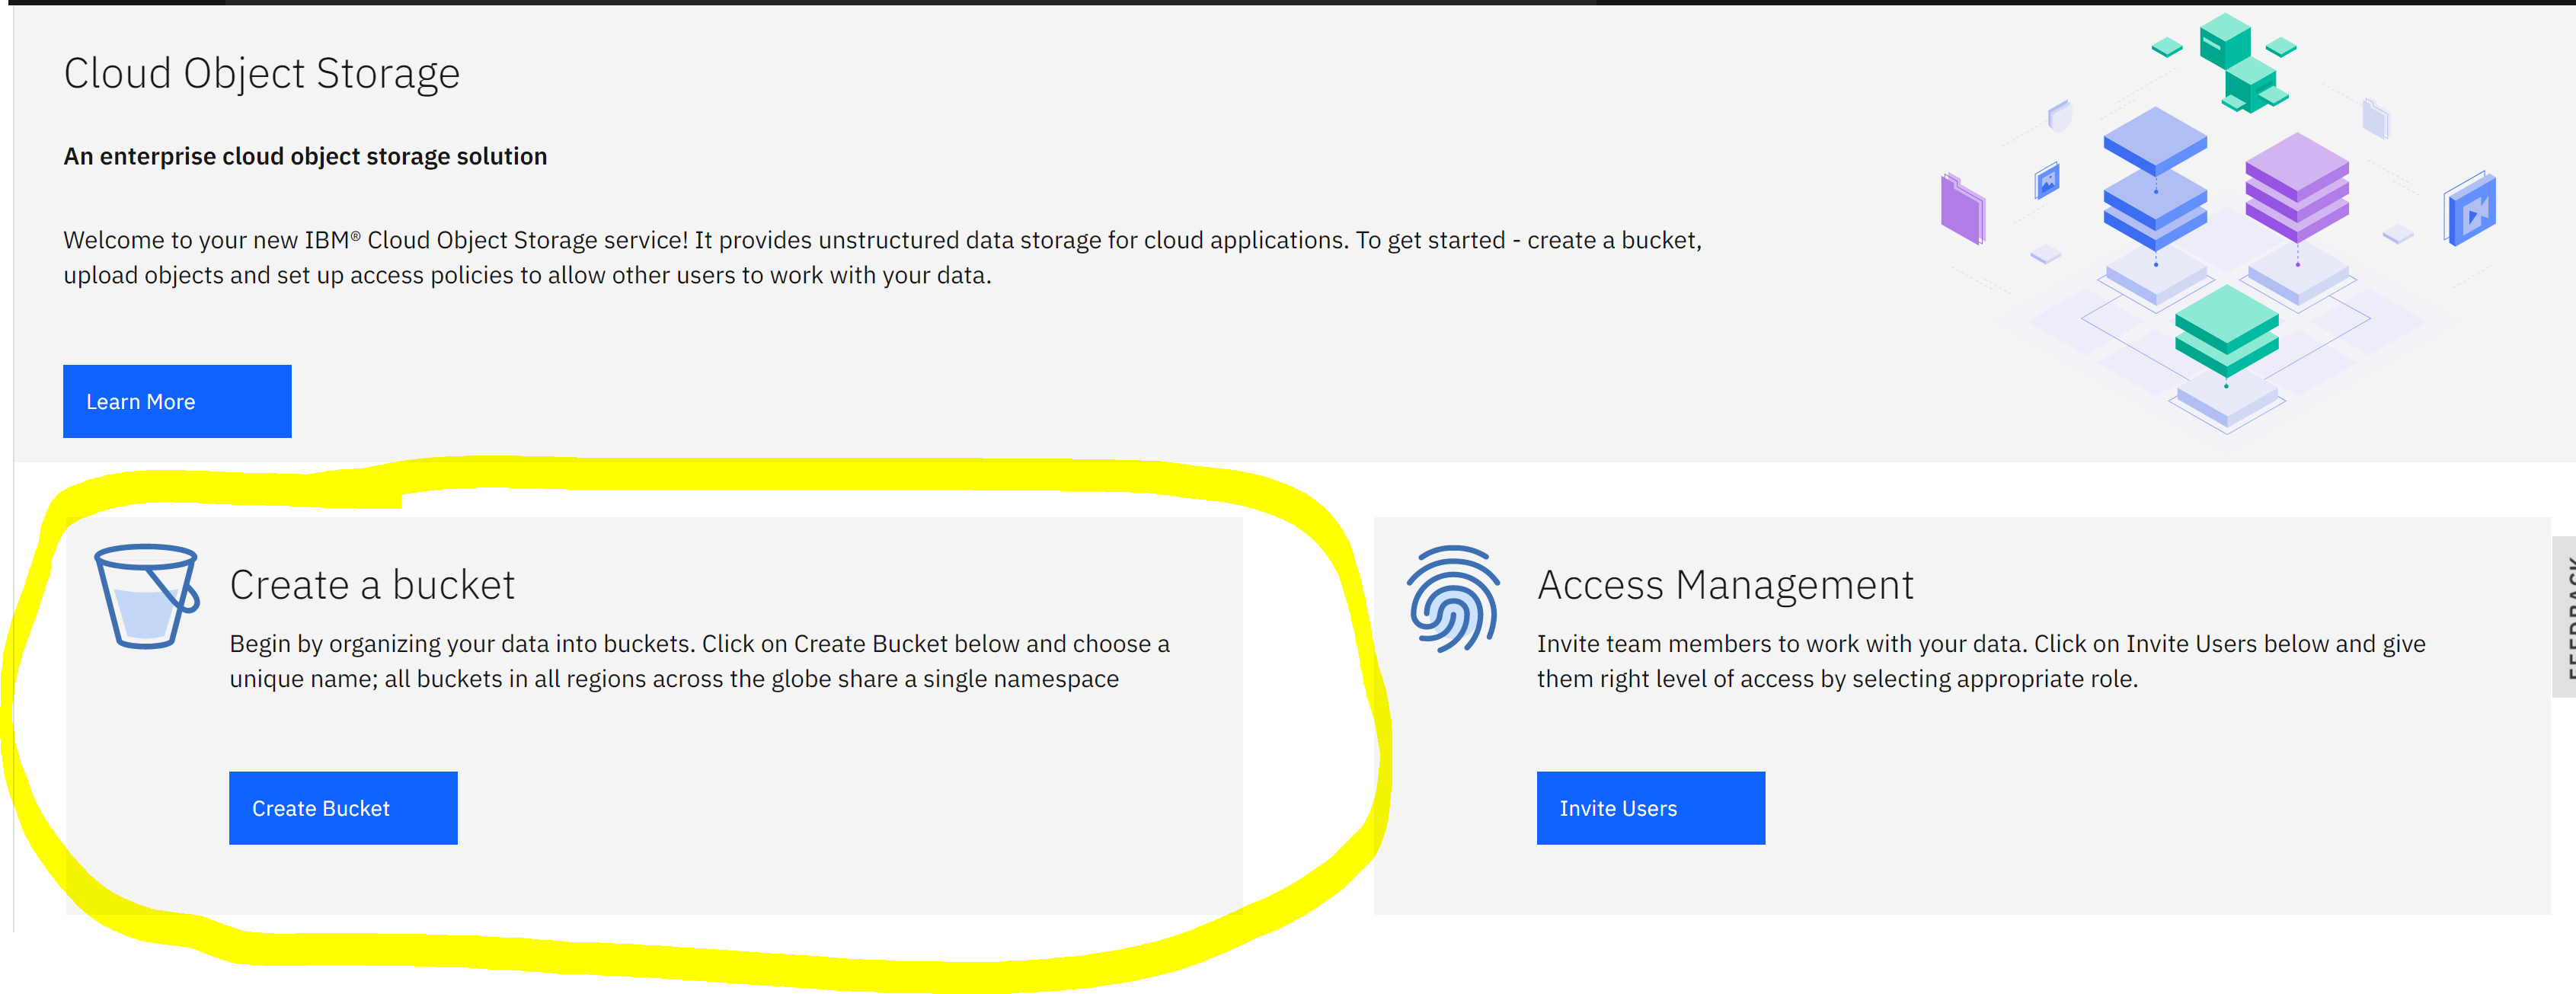 Cloud Object Storage
An enterprise cloud object storage solution
Welcome to your new IBM® Cloud Object Storage service! It provides unstructured data storage for cloud applications. To get started - create a bucket,
upload objects and set up access policies to allow other users to work with your data.
Learn More
Create a bucket
Begin by organizing your data into buckets. Click on Create Bucket below and choose a
unique name; all buckets in all regions across the globe share a single namespace
Create Bucket
Access Management
Invite team members to work with your data. Click on Invite Users below and give
them right level of access by selecting appropriate role.
Invite Users
FEEDBACK